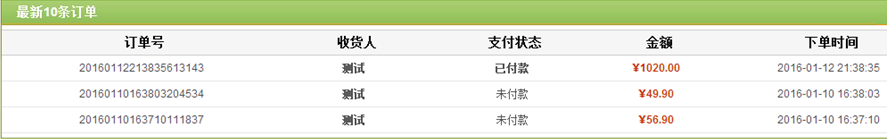 最新10条订单
订单号 收货人 支付状态 金额 下单时间
20160112213835613143 测试 已付款 ¥1020.00 2016-01-12 21:38:35
20160110163803204534 测试 未付款 ¥49.90 2016-01-10 16:38:03
20160110163710111837 测试 未付款 ¥56.90 2016-01-10 16:37:10